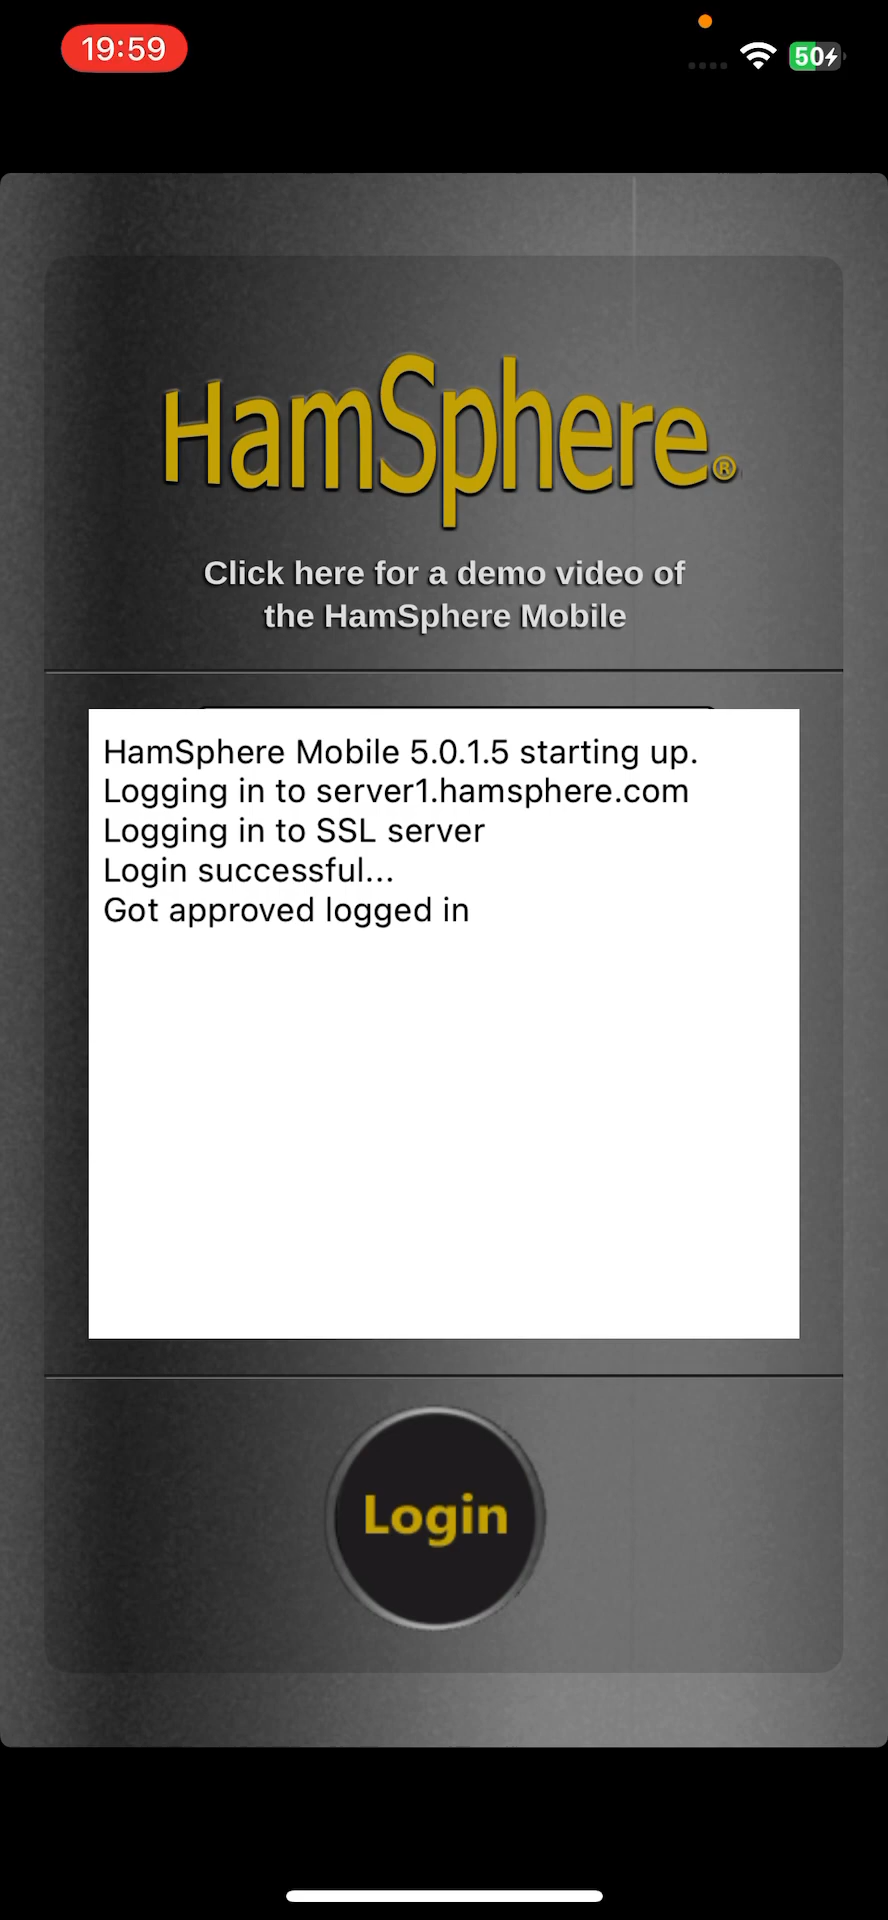 19:59
50
HamSphere®
Click here for a demo video of
the HamSphere Mobile
HamSphere Mobile 5.0.1.5 starting up.
Logging in to server1.hamsphere.com
Logging in to SSL server
Login successful...
Got approved logged in
Login